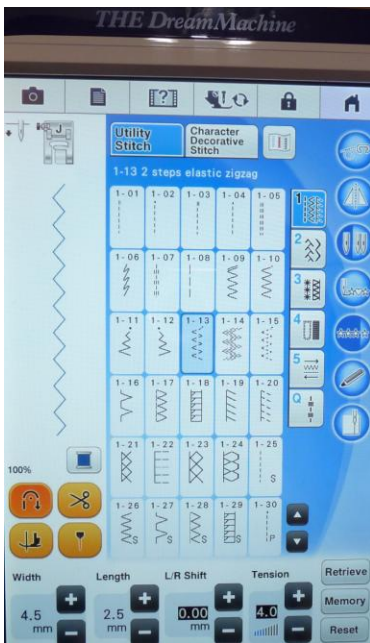 THE DreamMachine
J
Utility Stitch
Character Decorative Stitch
1-13 2 steps elastic zigzag
1-01 1-02 1-03 1-04 1-05
1-06 1-07 1-08 1-09 1-10
1-11 1-12 1-13 1-14 1-15
1-16 1-17 1-18 1-19 1-20
1-21 1-22 1-23 1-24 1-25
S
1-26 1-27 1-28 1-29 1-30
S S S S P
1
2
3
4
5
Q
100%
Width Length L/R Shift Tension
4.5 mm 2.5 mm 0.00 mm 4.0
Retrieve
Memory
Reset